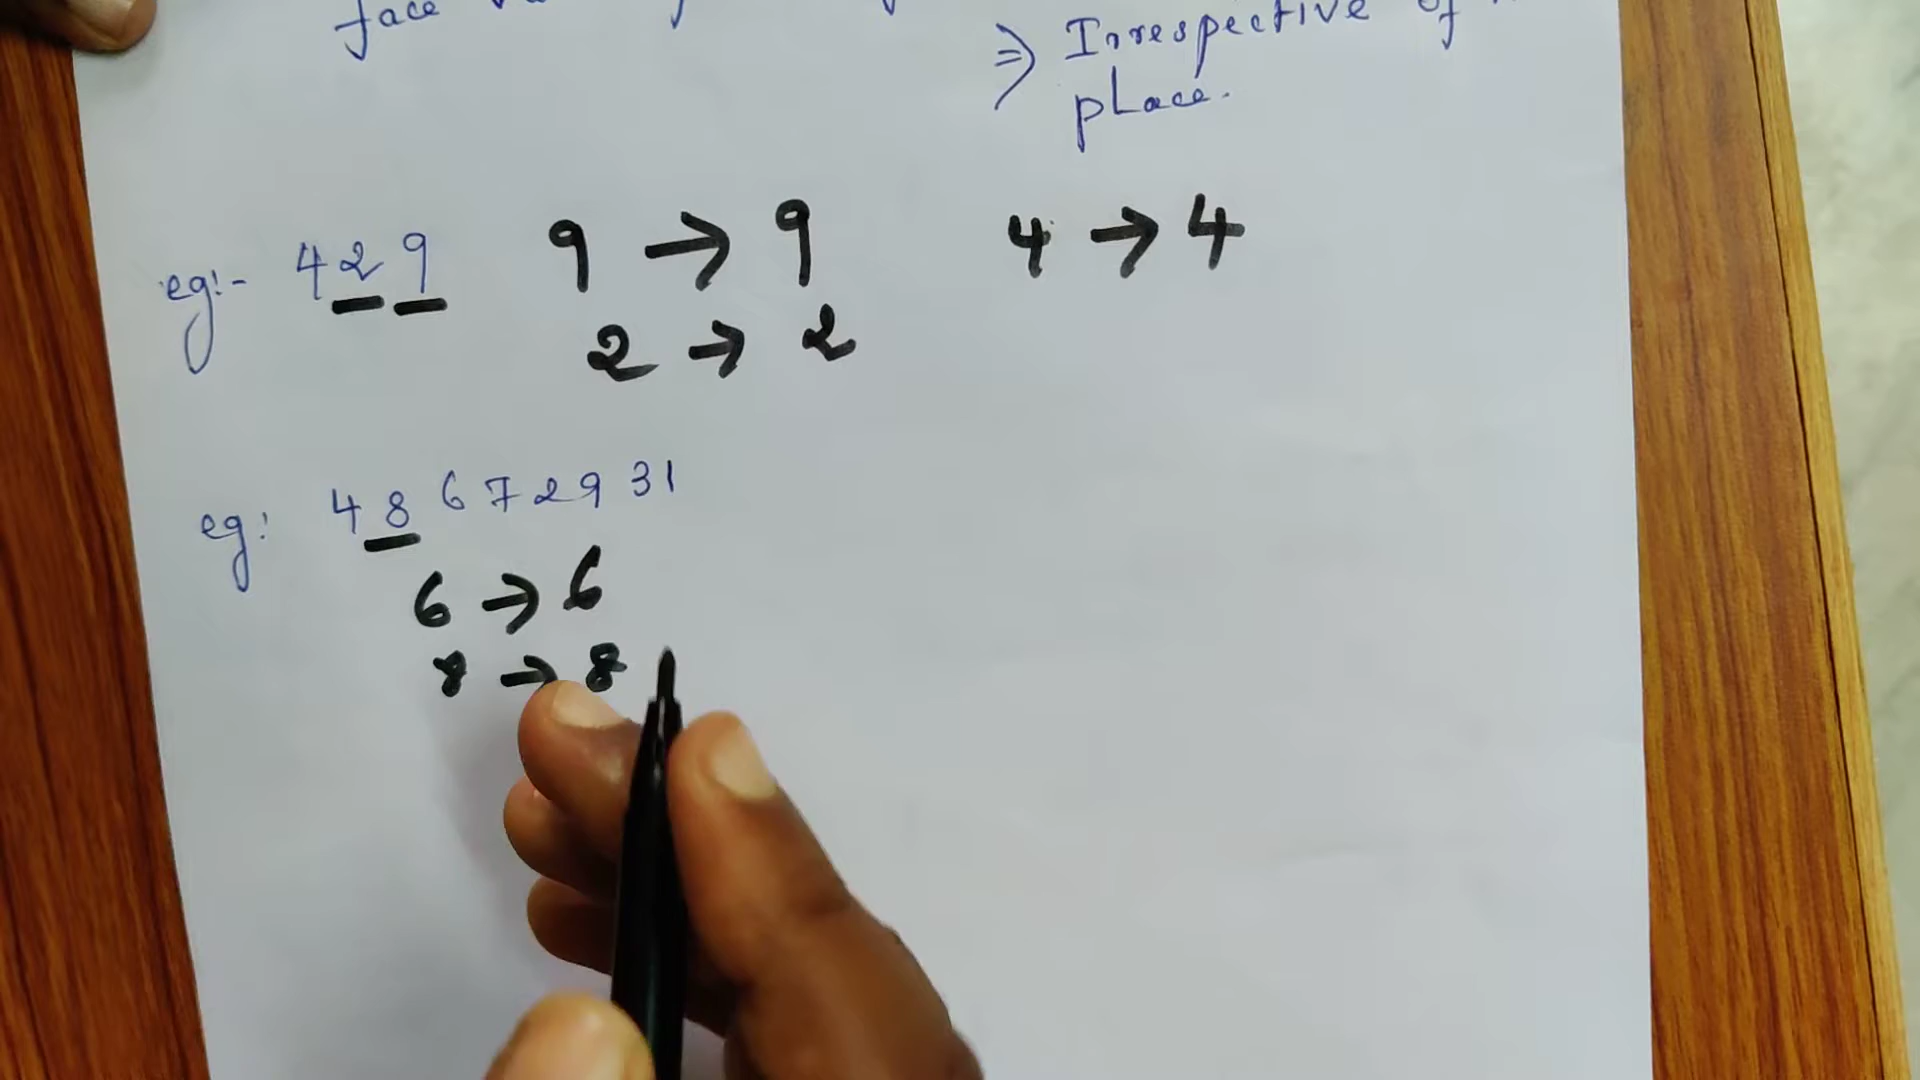 face
⇒ Irrespective of
place.
eg:- 429 9 → 9 4 → 4
2 → 2
eg: 48672931
6 → 6
8 → 8